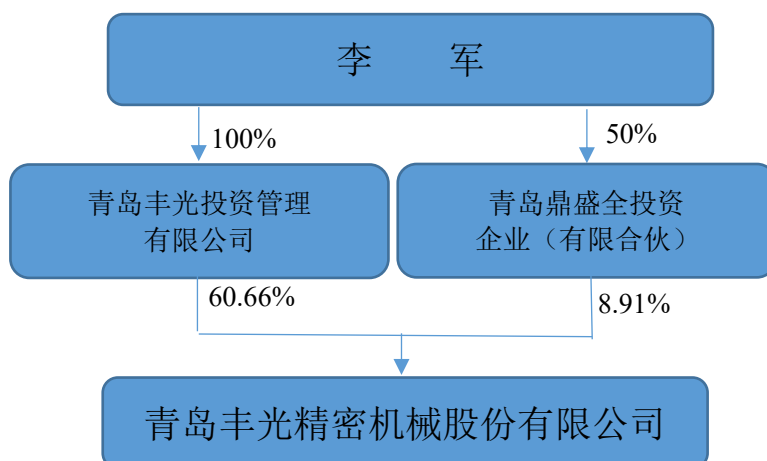 李 军
100%
50%
青岛丰光投资管理
有限公司
青岛鼎盛全投资
企业（有限合伙）
60.66%
8.91%
青岛丰光精密机械股份有限公司